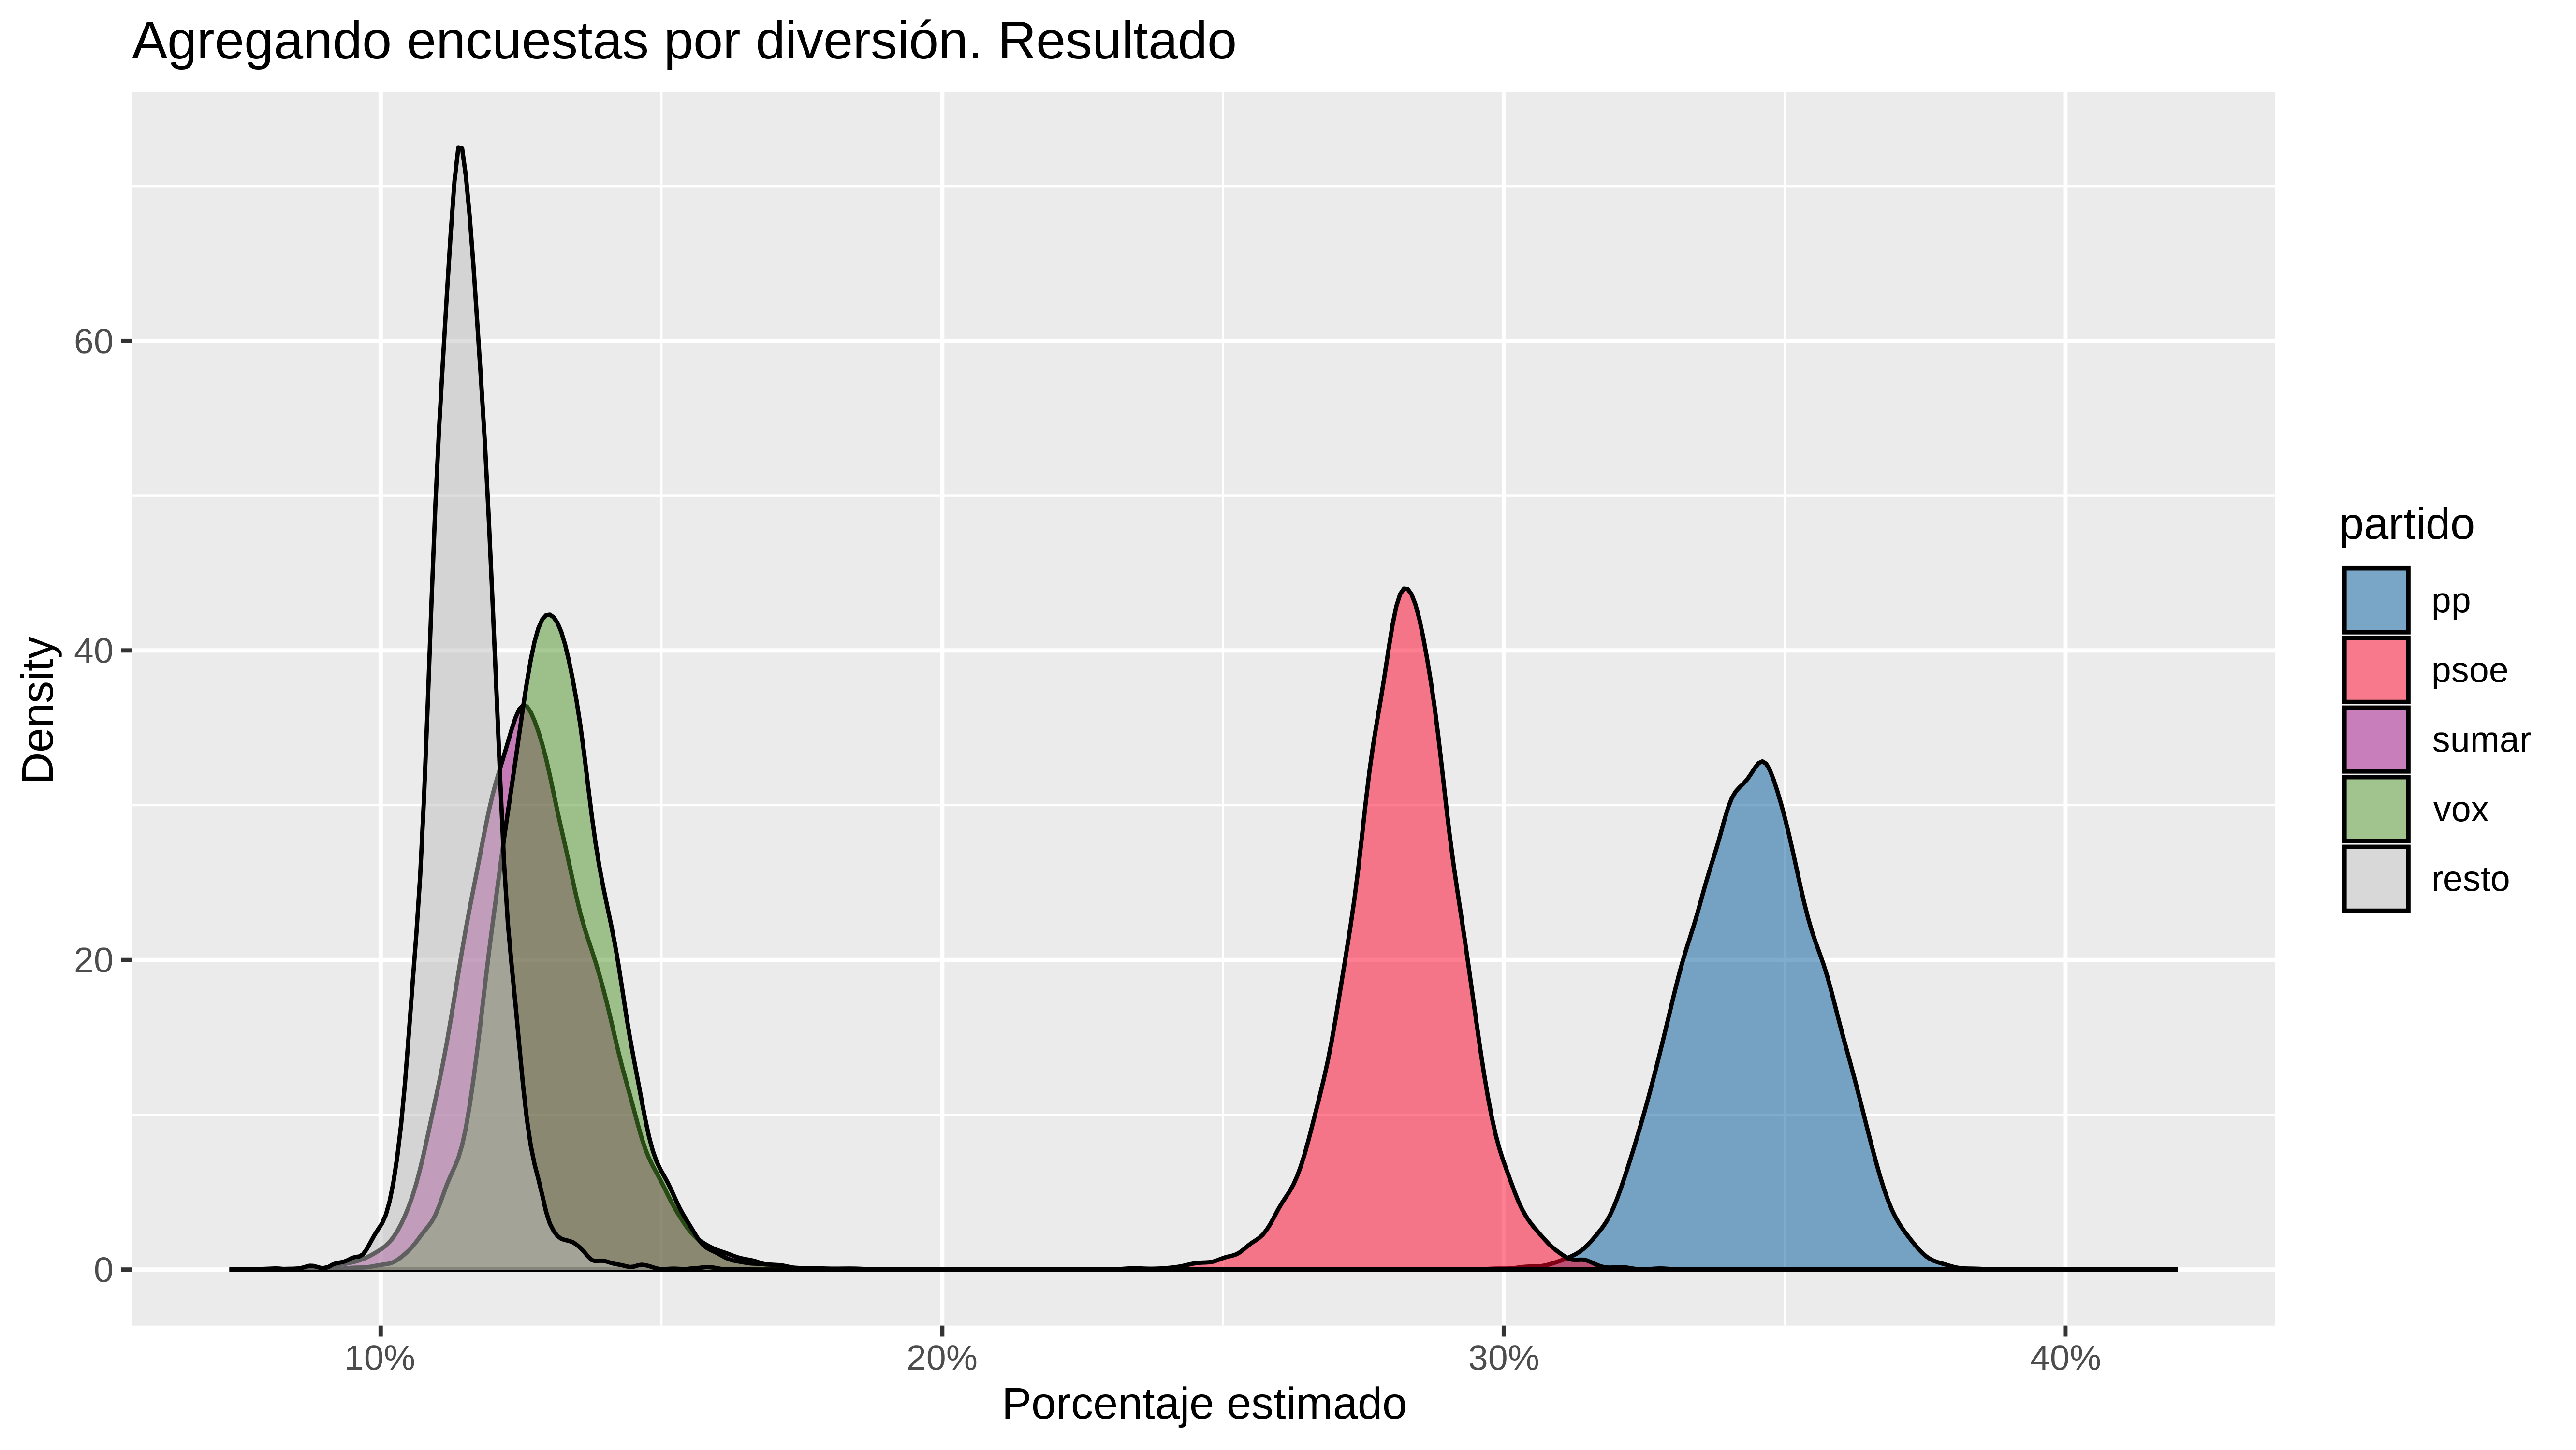 Agregando encuestas por diversión. Resultado
Density
60
40
20
0
10%
20%
30%
40%
Porcentaje estimado
partido
pp
psoe
sumar
vox
resto